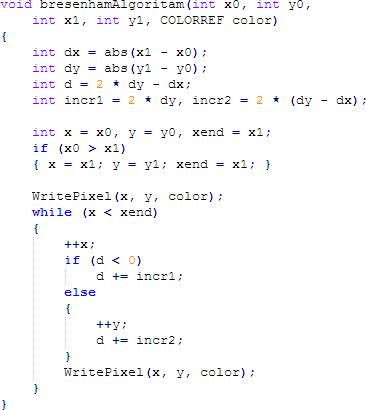 void bresenhamAlgoritam(int x0, int y0,
int x1, int y1, COLORREF color)
{
int dx = abs(x1 - x0);
int dy = abs(y1 - y0);
int d = 2 * dy - dx;
int incr1 = 2 * dy, incr2 = 2 * (dy - dx);
int x = x0, y = y0, xend = x1;
if (x0 > x1)
{ x = x1; y = y1; xend = x1; }
WritePixel(x, y, color);
while (x < xend)
{
++x;
if (d < 0)
d += incr1;
else
{
++y;
d += incr2;
}
WritePixel(x, y, color);
}
}